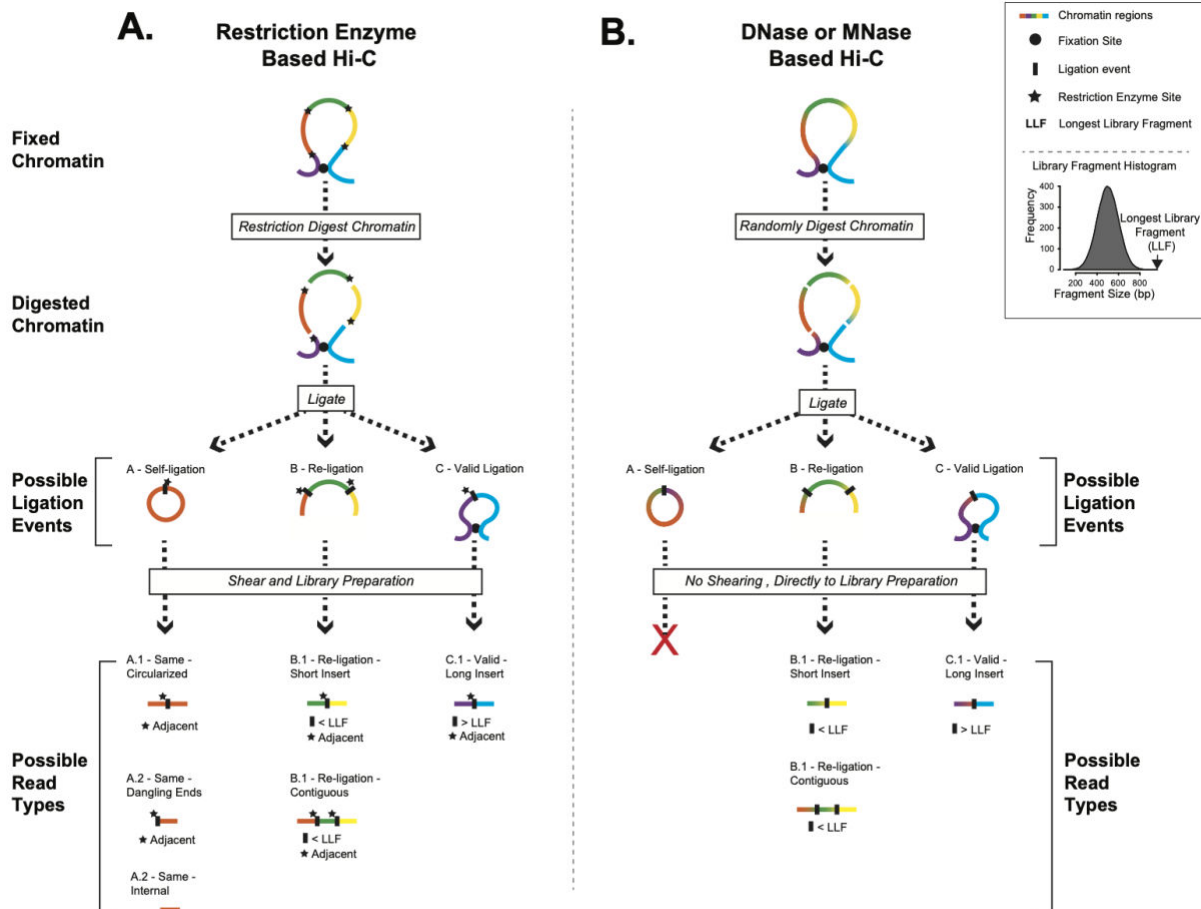 A. Restriction Enzyme
Based Hi-C
B. DNase or MNase
Based Hi-C
Chromatin regions
Fixation Site
Ligation event
Restriction Enzyme Site
LLF Longest Library Fragment
Library Fragment Histogram
Frequency
400
300
200
100
0
Longest Library
Fragment
(LLF)
200 400 600 800
Fragment Size (bp)
Fixed
Chromatin
Restriction Digest Chromatin
Randomly Digest Chromatin
Digested
Chromatin
Ligate
Ligate
Possible
Ligation
Events
A - Self-ligation
B - Re-ligation
C - Valid Ligation
A - Self-ligation
B - Re-ligation
C - Valid Ligation
Possible
Ligation
Events
Shear and Library Preparation
No Shearing , Directly to Library Preparation
Possible
Read
Types
A.1 - Same -
Circularized
Adjacent
B.1 - Re-ligation -
Short Insert
< LLF
Adjacent
C.1 - Valid -
Long Insert
> LLF
Adjacent
A.2 - Same -
Dangling Ends
Adjacent
B.1 - Re-ligation -
Contiguous
< LLF
Adjacent
A.2 - Same -
Internal
X
B.1 - Re-ligation -
Short Insert
< LLF
C.1 - Valid -
Long Insert
> LLF
B.1 - Re-ligation -
Contiguous
< LLF
Possible
Read
Types